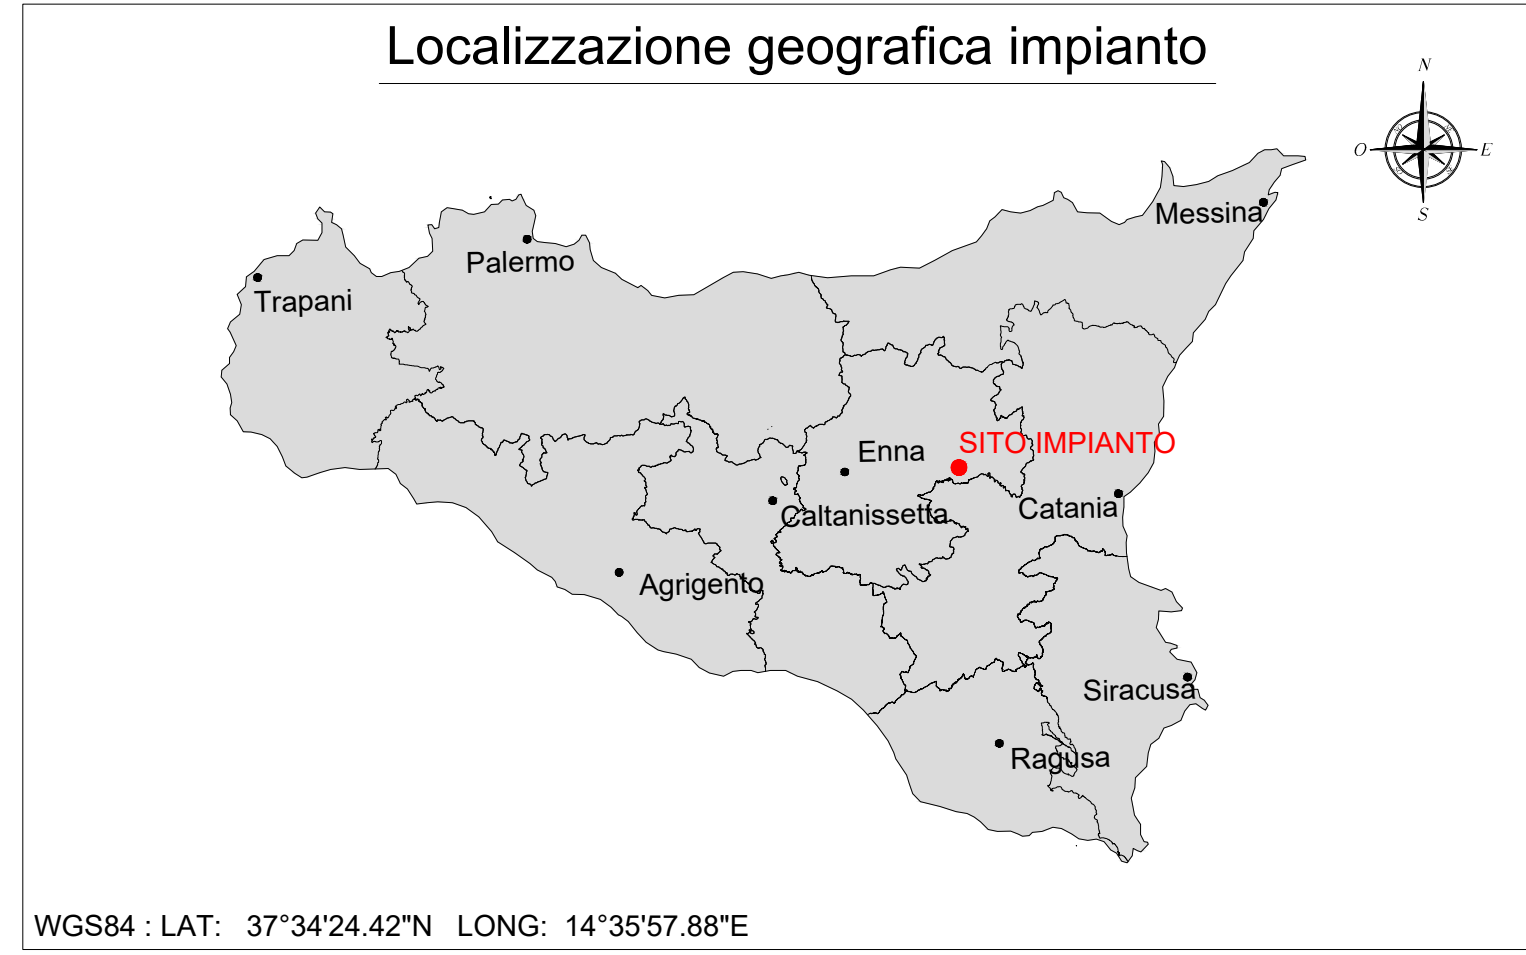 Localizzazione geografica impianto
N
O
E
S
Messina
Palermo
Trapani
SITO IMPIANTO
Enna
Catania
Caltanissetta
Agrigento
Siracusa
Ragusa
WGS84 : LAT: 37°34'24.42"N LONG: 14°35'57.88"E